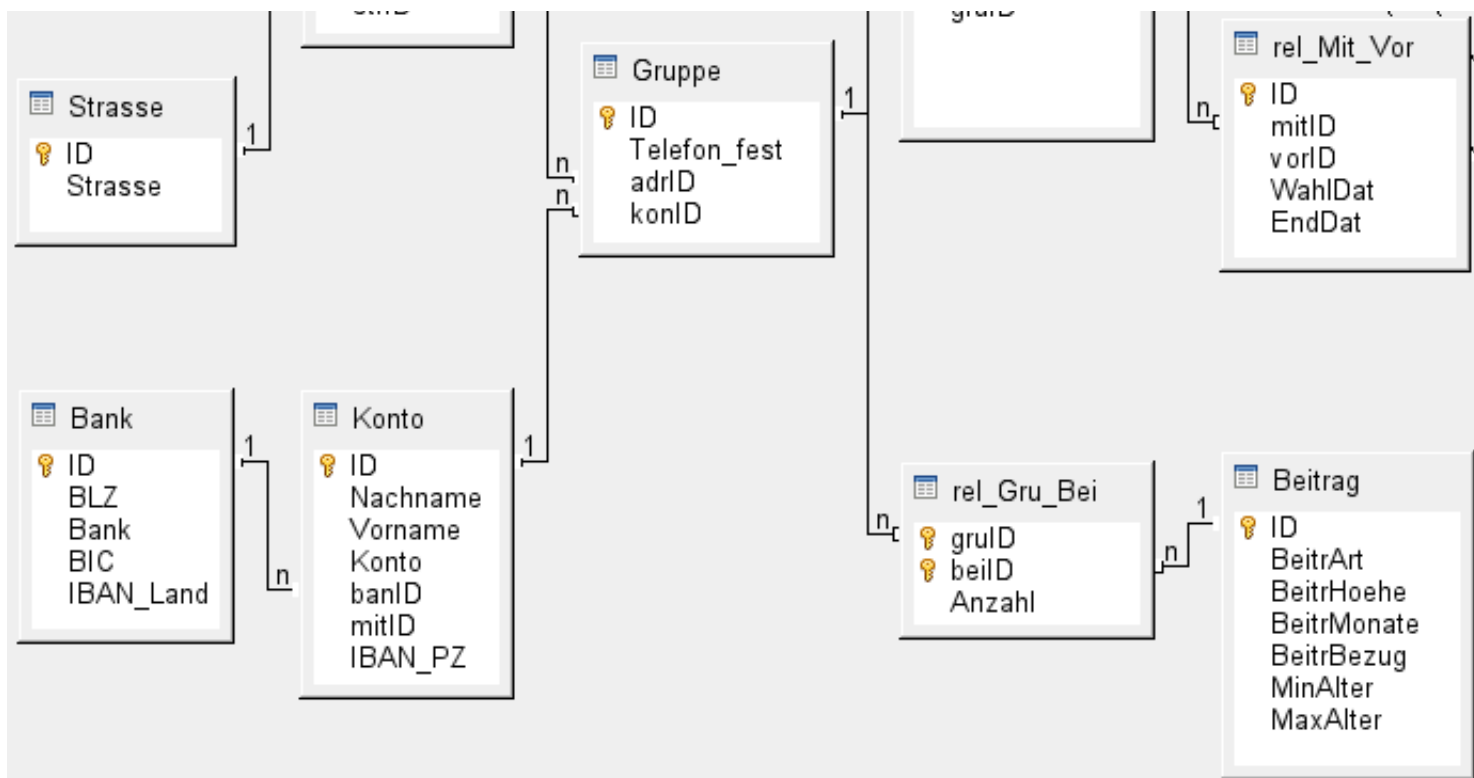 Strasse
ID
Strasse
Gruppe
ID
Telefon_fest
adrID
konID
rel_Mit_Vor
ID
mitID
vorID
WahlDat
EndDat
1
n
n
1
n
Bank
ID
BLZ
Bank
BIC
IBAN_Land
1
n
Konto
ID
Nachname
Vorname
Konto
banID
mitID
IBAN_PZ
1
n
rel_Gru_Bei
gruID
beiID
Anzahl
n
1
Beitrag
ID
BeitrArt
BeitrHoehe
BeitrMonate
BeitrBezug
MinAlter
MaxAlter